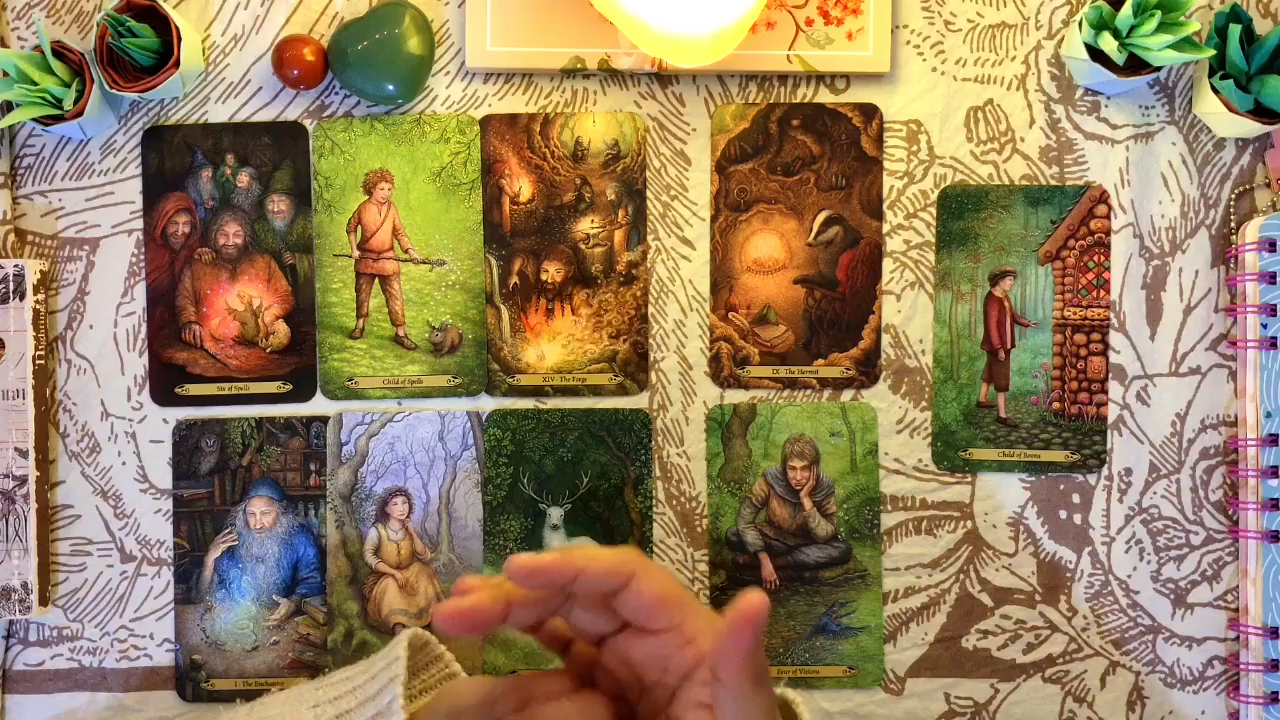 Six of Spells
Child of Spells
XIV · The Forge
IX · The Hermit
Child of Boons
I · The Enchanter
Four of Visions